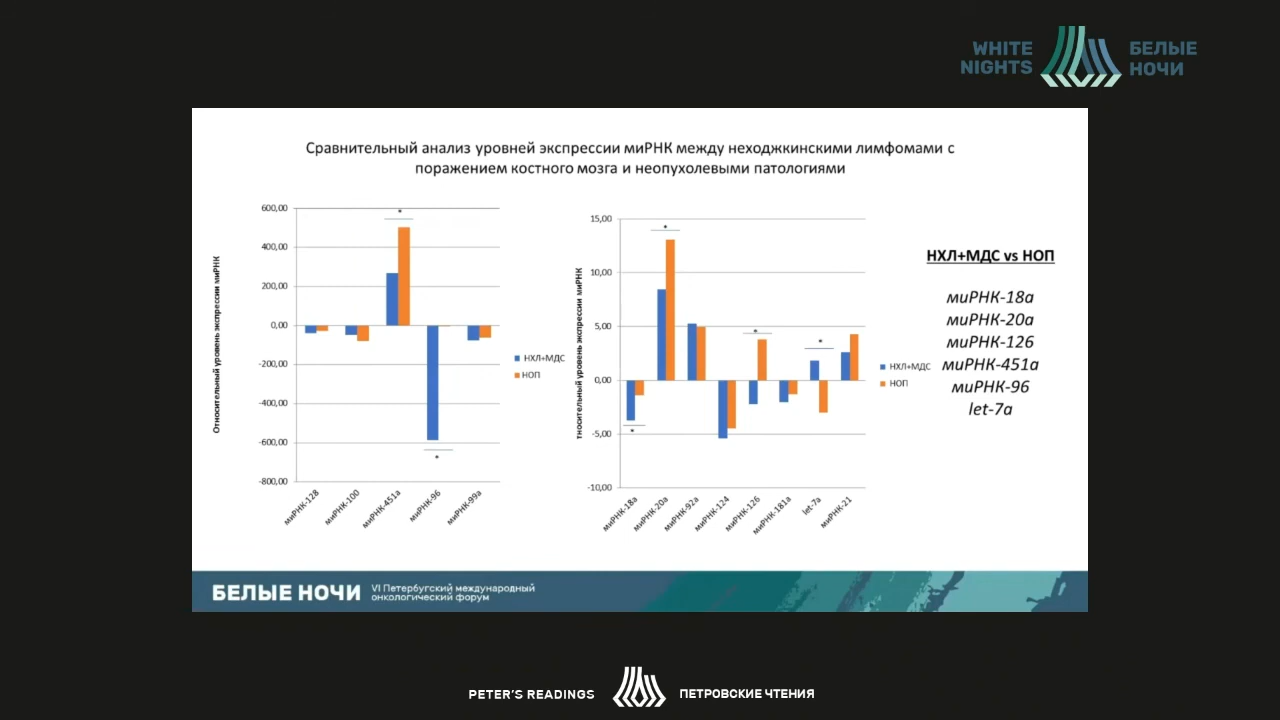 WHITE
NIGHTS
БЕЛЫЕ
НОЧИ
Сравнительный анализ уровней экспрессии миРНК между неходжкинскими лимфомами с
поражением костного мозга и неопухолевыми патологиями
Относительный уровень экспрессии миРНК
600,00
400,00
200,00
0,00
-200,00
-400,00
-600,00
-800,00
*
*
миРНК-128
миРНК-100
миРНК-451а
миРНК-96
миРНК-99а
НХЛ+МДС
НОП
тносительный уровень экспрессии миРНК
15,00
10,00
5,00
0,00
-5,00
-10,00
*
*
*
*
миРНК-18а
миРНК-20а
миРНК-92а
миРНК-124
миРНК-126
миРНК-181а
let-7a
миРНК-21
НХЛ+МДС
НОП
НХЛ+МДС vs НОП
миРНК-18а
миРНК-20а
миРНК-126
миРНК-451а
миРНК-96
let-7a
БЕЛЫЕ НОЧИ
VI Петербугский международный
онкологический форум
PETER'S READINGS
ПЕТРОВСКИЕ ЧТЕНИЯ